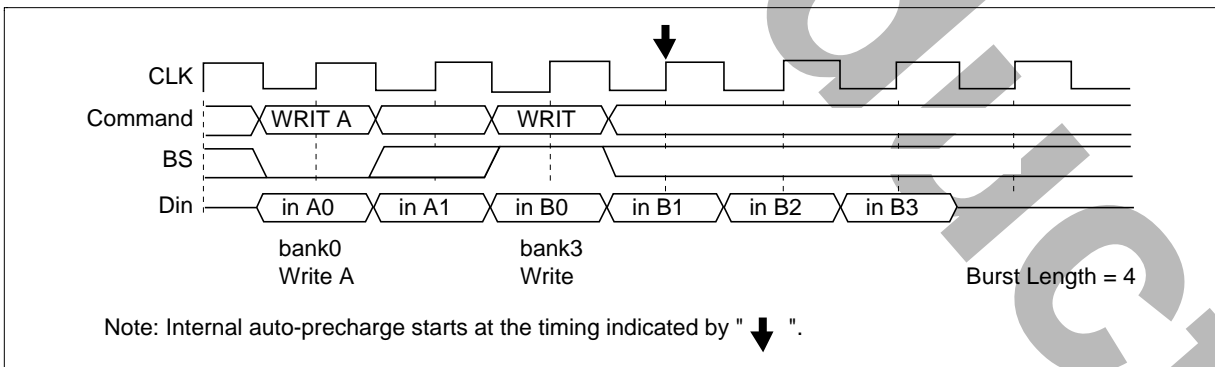 CLK
Command WRIT A WRIT
BS
Din in A0 in A1 in B0 in B1 in B2 in B3
bank0 bank3
Write A Write Burst Length = 4
Note: Internal auto-precharge starts at the timing indicated by " ".